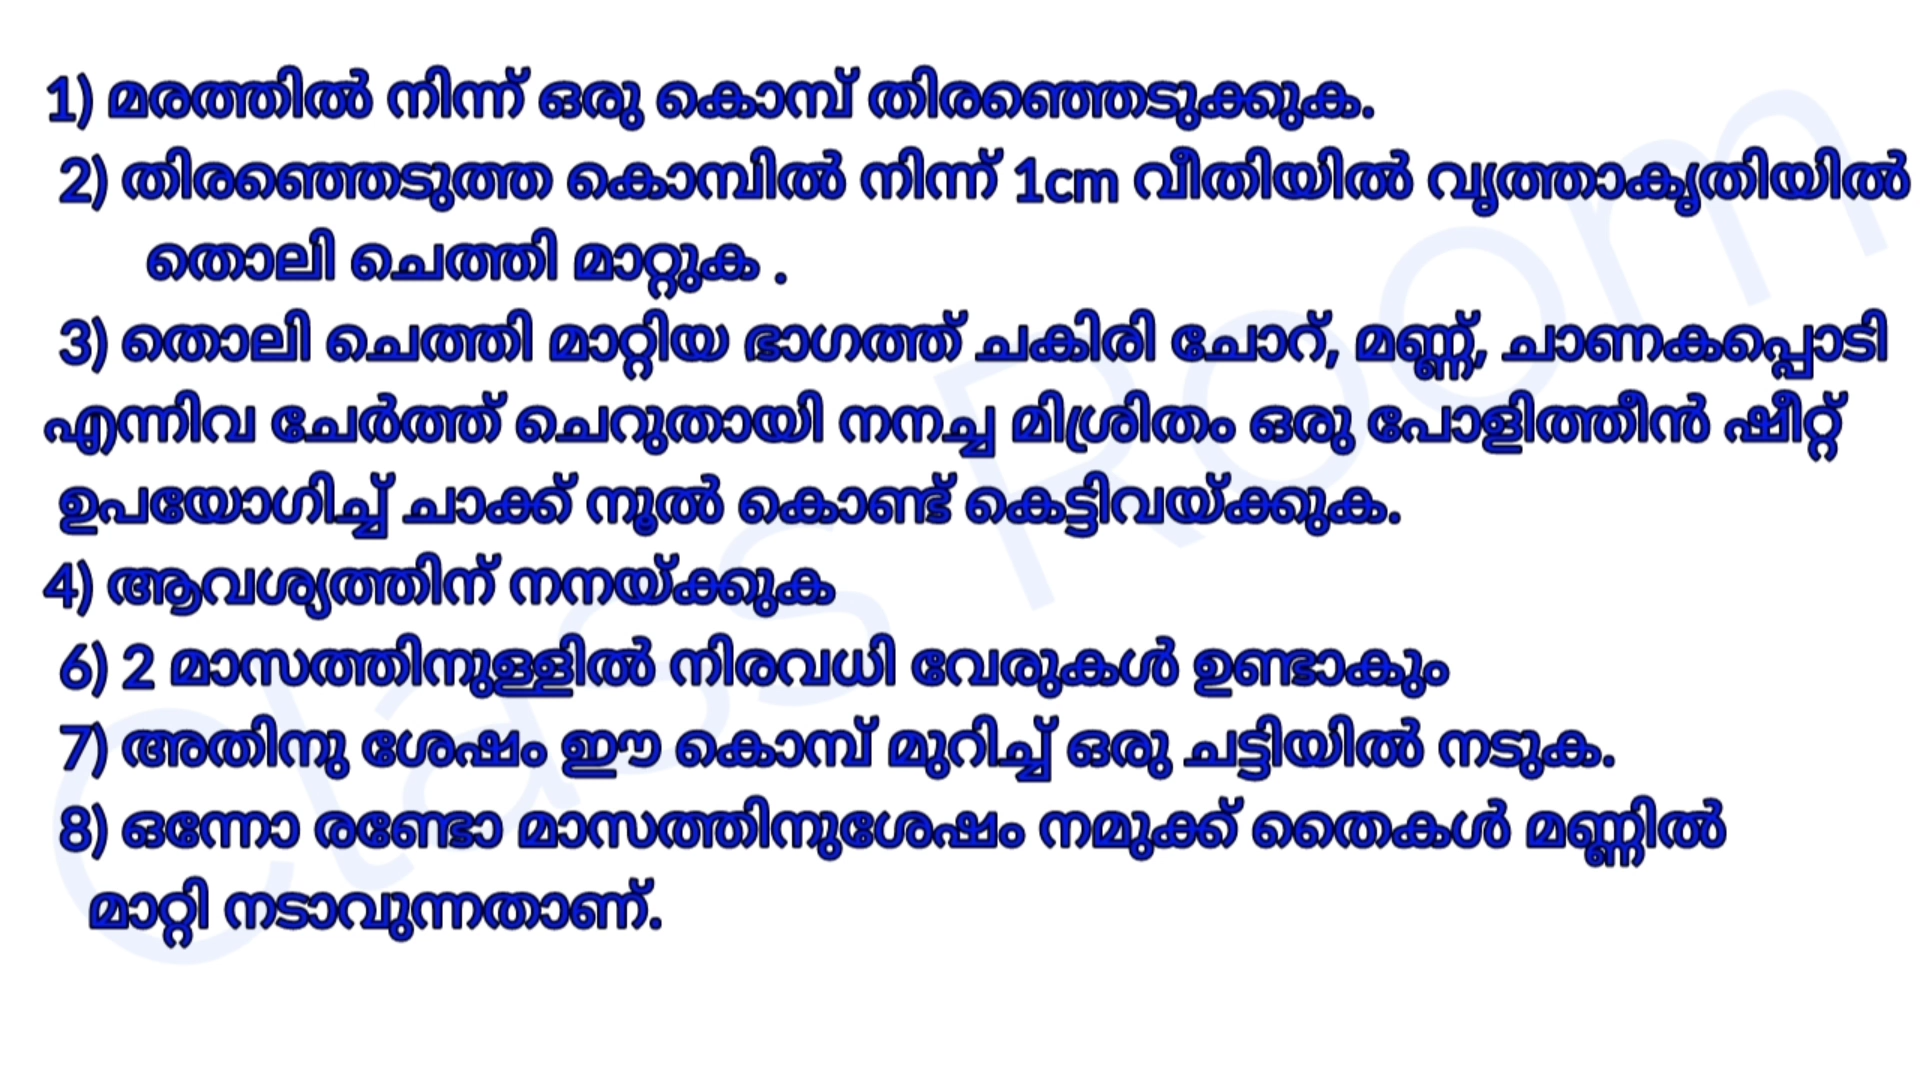 1) മരത്തിൽ നിന്ന് ഒരു കൊമ്പ് തിരഞ്ഞെടുക്കുക.
2) തിരഞ്ഞെടുത്ത കൊമ്പിൽ നിന്ന് 1cm വീതിയിൽ വൃത്താകൃതിയിൽ
തൊലി ചെത്തി മാറ്റുക .
3) തൊലി ചെത്തി മാറ്റിയ ഭാഗത്ത് ചകിരി ചോറ്, മണ്ണ്, ചാണകപ്പൊടി
എന്നിവ ചേർത്ത് ചെറുതായി നനച്ച മിശ്രിതം ഒരു പോളിത്തീൻ ഷീറ്റ്
ഉപയോഗിച്ച് ചാക്ക് നൂൽ കൊണ്ട് കെട്ടിവയ്ക്കുക.
4) ആവശ്യത്തിന് നനയ്ക്കുക
6) 2 മാസത്തിനുള്ളിൽ നിരവധി വേരുകൾ ഉണ്ടാകും
7) അതിനു ശേഷം ഈ കൊമ്പ് മുറിച്ച് ഒരു ചട്ടിയിൽ നടുക.
8) ഒന്നോ രണ്ടോ മാസത്തിനുശേഷം നമുക്ക് തൈകൾ മണ്ണിൽ
മാറ്റി നടാവുന്നതാണ്.
Class Room